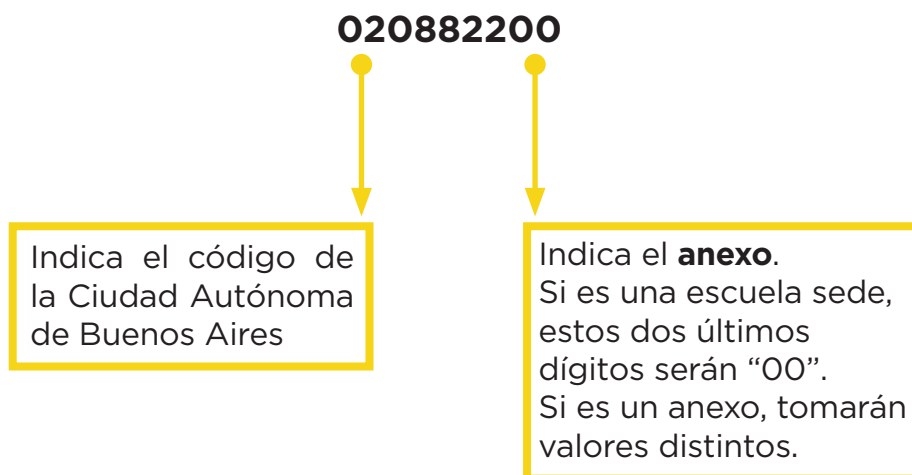 020882200
Indica el código de
la Ciudad Autónoma
de Buenos Aires
Indica el anexo.
Si es una escuela sede,
estos dos últimos
dígitos serán “00”.
Si es un anexo, tomarán
valores distintos.